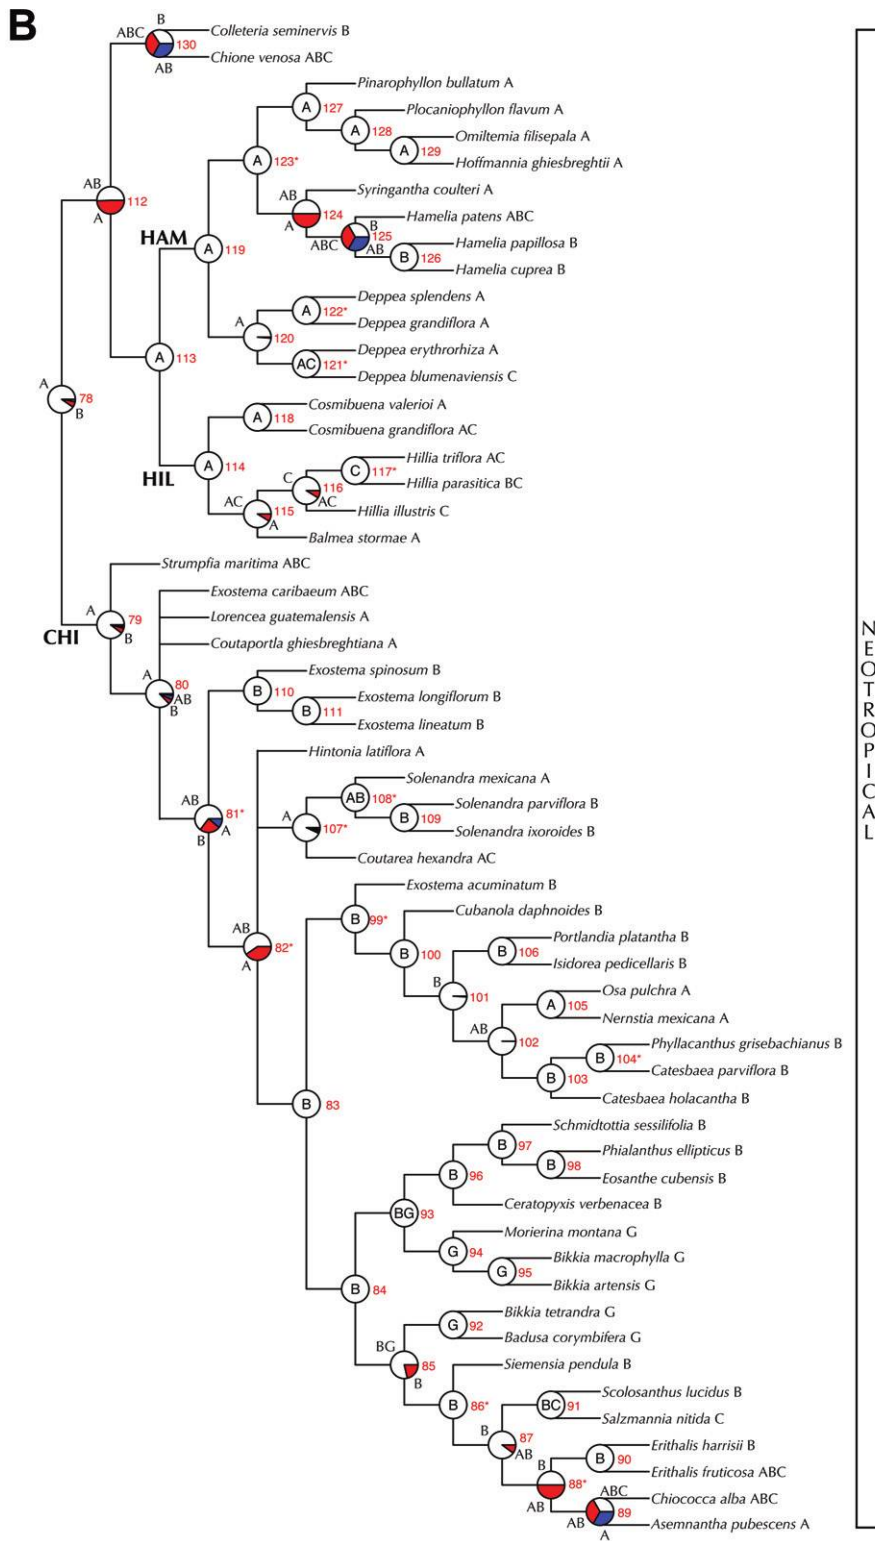 B
B
Colleteria seminervis B
ABC
130
Chione venosa ABC
AB
Pinarophyllon bullatum A
A 127
Plocaniophyllon flavum A
A 128
Omiltemia filisepala A
A 129
Hoffmannia ghiesbreghtii A
A 123*
AB
Syringantha coulteri A
112
A
124
A
Hamelia patens ABC
B
ABC
125
AB
Hamelia papillosa B
B 126
Hamelia cuprea B
AB
HAM
A 119
Deppea splendens A
A 122*
Deppea grandiflora A
A
120
Deppea erythrorhiza A
AC 121*
Deppea blumenaviensis C
A 113
A
78
B
Cosmibuena valerioi A
A 118
Cosmibuena grandiflora AC
A 114
HIL
Hillia triflora AC
C 117*
Hillia parasitica BC
C
116
AC
Hillia illustris C
AC
115
A
Balmea stormae A
Strumpfia maritima ABC
A
79
B
CHI
Exostema caribaeum ABC
Lorencea guatemalensis A
Coutaportla ghiesbreghtiana A
A
80
AB
B
Exostema spinosum B
B 110
Exostema longiflorum B
B 111
Exostema lineatum B
AB
81*
A
B
Hintonia latiflora A
Solenandra mexicana A
AB 108*
Solenandra parviflora B
B 109
Solenandra ixoroides B
A
107*
Coutarea hexandra AC
AB
82*
A
Exostema acuminatum B
B 99*
Cubanola daphnoides B
B 100
Portlandia platantha B
B 106
Isidorea pedicellaris B
B
101
Osa pulchra A
A 105
Nernstia mexicana A
AB
102
Phyllacanthus grisebachianus B
B 104*
Catesbaea parviflora B
B 103
Catesbaea holacantha B
B 83
Schmidtottia sessilifolia B
B 97
Phialanthus ellipticus B
B 98
Eosanthe cubensis B
B 96
Ceratopyxis verbenacea B
BG 93
Morierina montana G
G 94
Bikkia macrophylla G
G 95
Bikkia artensis G
B 84
Bikkia tetrandra G
G 92
Badusa corymbifera G
BG
85
B
Siemensia pendula B
B 86*
Scolosanthus lucidus B
BC 91
Salzmannia nitida C
B
87
AB
Erithalis harrisii B
B 90
Erithalis fruticosa ABC
B
88*
AB
Chiococca alba ABC
ABC
89
AB
A
Asemnantha pubescens A
NEOTROPICAL